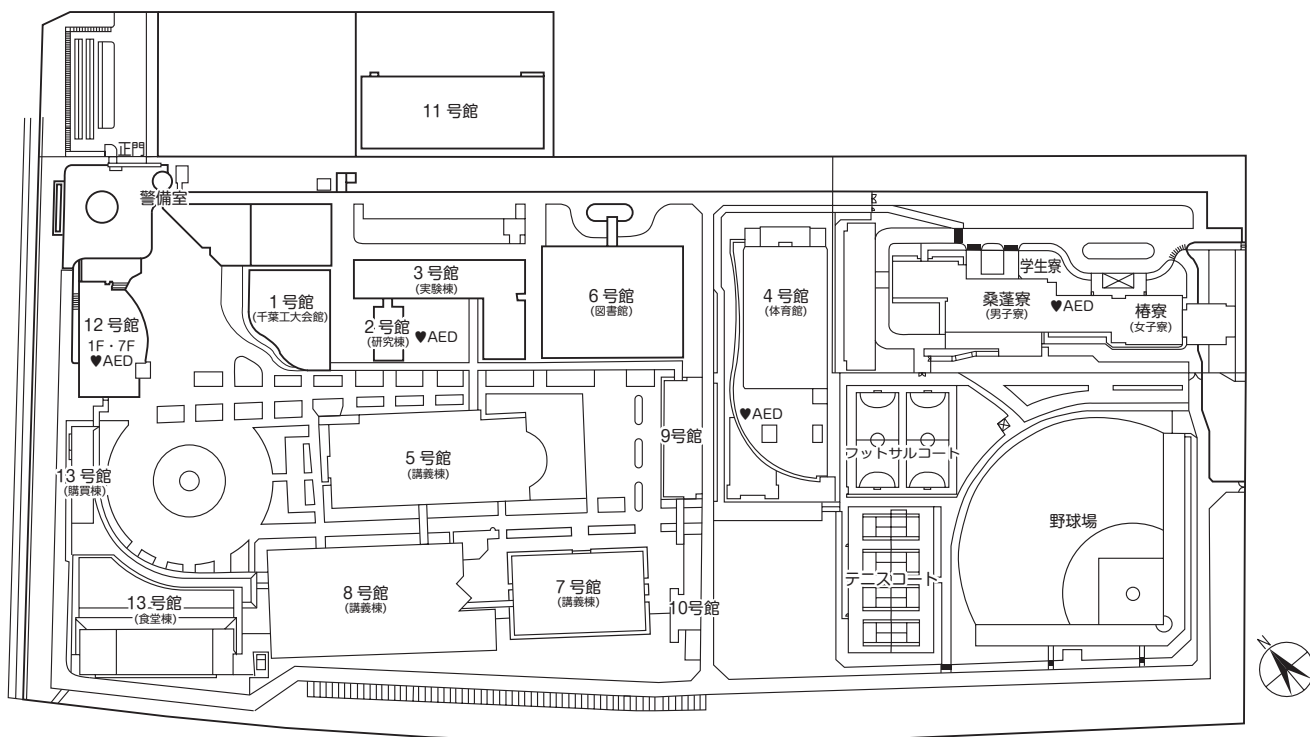 11 号館
正門
警備室
1 号館
(千葉工大会館)
3 号館
(実験棟)
2 号館
(研究棟)
♥AED
6 号館
(図書館)
4 号館
(体育館)
♥AED
学生寮
桑蓬寮
(男子寮)
♥AED
椿寮
(女子寮)
12 号館
1F・7F
♥AED
13 号館
(購買棟)
5 号館
(講義棟)
9号館
フットサルコート
野球場
テニスコート
8 号館
(講義棟)
7 号館
(講義棟)
10号館
13 号館
(食堂棟)
N